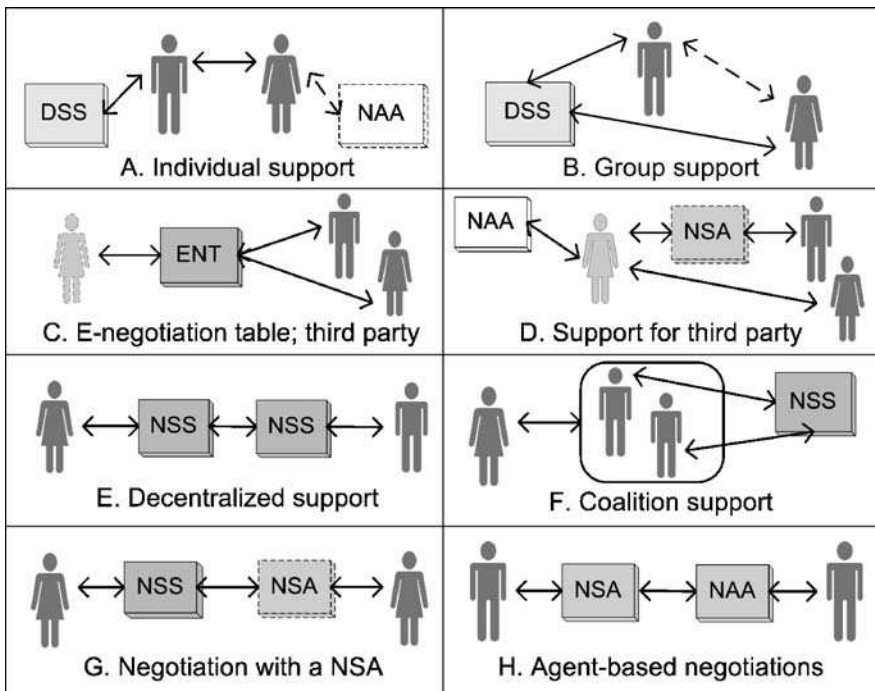 DSS
NAA
A. Individual support
DSS
B. Group support
ENT
C. E-negotiation table; third party
NAA
NSA
D. Support for third party
NSS
NSS
E. Decentralized support
NSS
F. Coalition support
NSS
NSA
G. Negotiation with a NSA
NSA
NAA
H. Agent-based negotiations